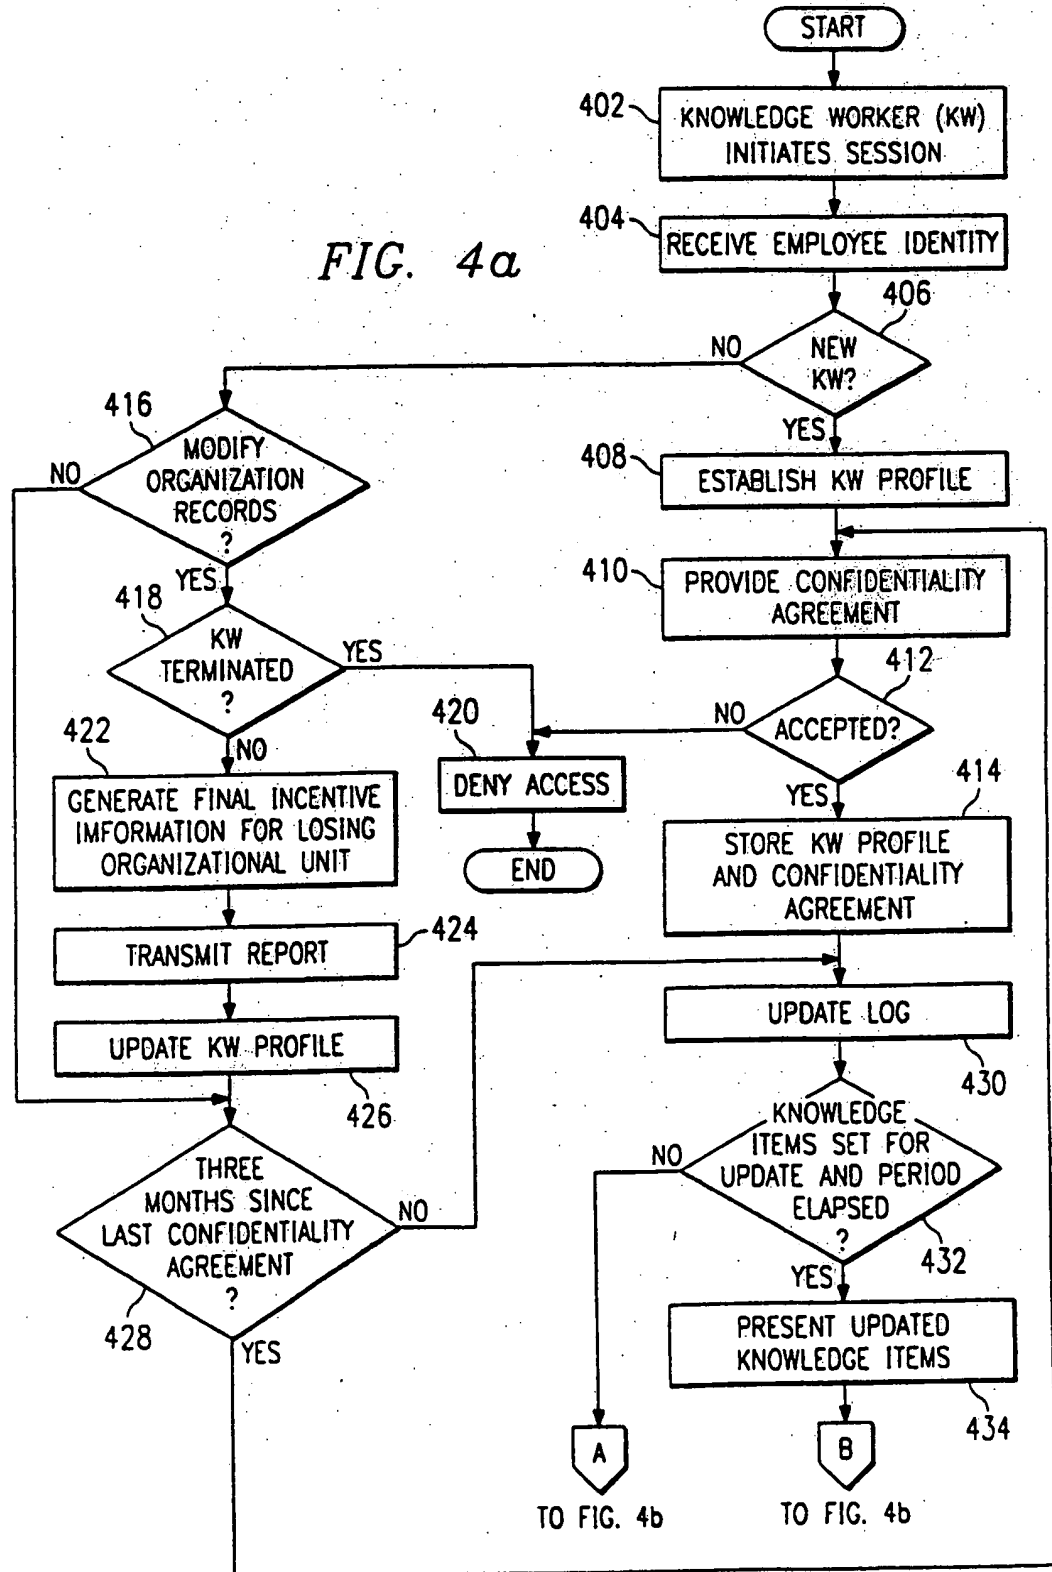 START
402
KNOWLEDGE WORKER (KW)
INITIATES SESSION
404
RECEIVE EMPLOYEE IDENTITY
FIG. 4a
406
NEW
KW?
NO
YES
408
ESTABLISH KW PROFILE
410
PROVIDE CONFIDENTIALITY
AGREEMENT
412
ACCEPTED?
NO
YES
414
STORE KW PROFILE
AND CONFIDENTIALITY
AGREEMENT
416
MODIFY
ORGANIZATION
RECORDS
?
NO
YES
418
KW
TERMINATED
?
YES
NO
420
DENY ACCESS
END
422
GENERATE FINAL INCENTIVE
IMFORMATION FOR LOSING
ORGANIZATIONAL UNIT
TRANSMIT REPORT
424
UPDATE KW PROFILE
426
THREE
MONTHS SINCE
LAST CONFIDENTIALITY
AGREEMENT
?
NO
428
YES
UPDATE LOG
430
KNOWLEDGE
ITEMS SET FOR
UPDATE AND PERIOD
ELAPSED
?
NO
432
YES
PRESENT UPDATED
KNOWLEDGE ITEMS
434
A
B
TO FIG. 4b
TO FIG. 4b